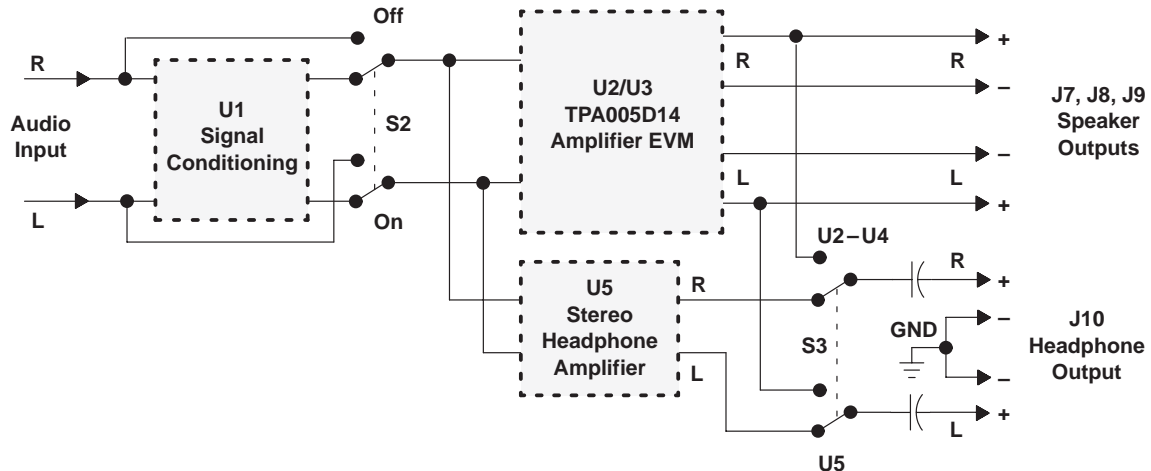 Off
R
Audio
Input
L
U1
Signal
Conditioning
S2
On
U2/U3
TPA005D14
Amplifier EVM
R
L
R
+
–
–
L
+
J7, J8, J9
Speaker
Outputs
U5
Stereo
Headphone
Amplifier
R
L
U2–U4
S3
U5
GND
R
+
–
–
L
+
J10
Headphone
Output